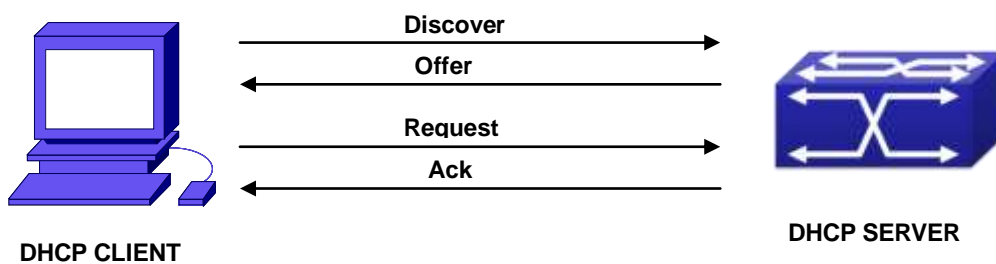 Discover
Offer
Request
Ack
DHCP CLIENT
DHCP SERVER